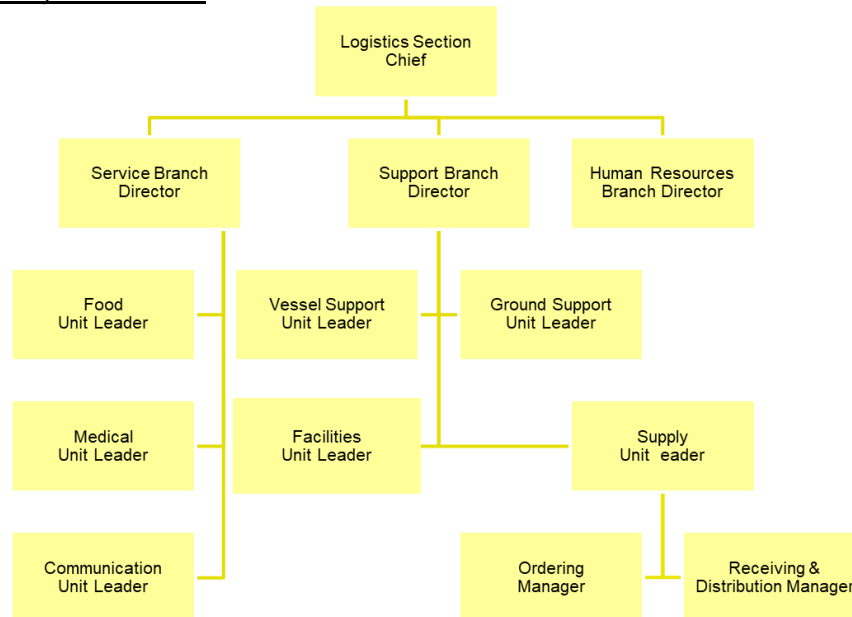 Logistics Section
Chief
Service Branch
Director
Support Branch
Director
Human Resources
Branch Director
Food
Unit Leader
Vessel Support
Unit Leader
Ground Support
Unit Leader
Medical
Unit Leader
Facilities
Unit Leader
Supply
Unit eader
Communication
Unit Leader
Ordering
Manager
Receiving &
Distribution Manager